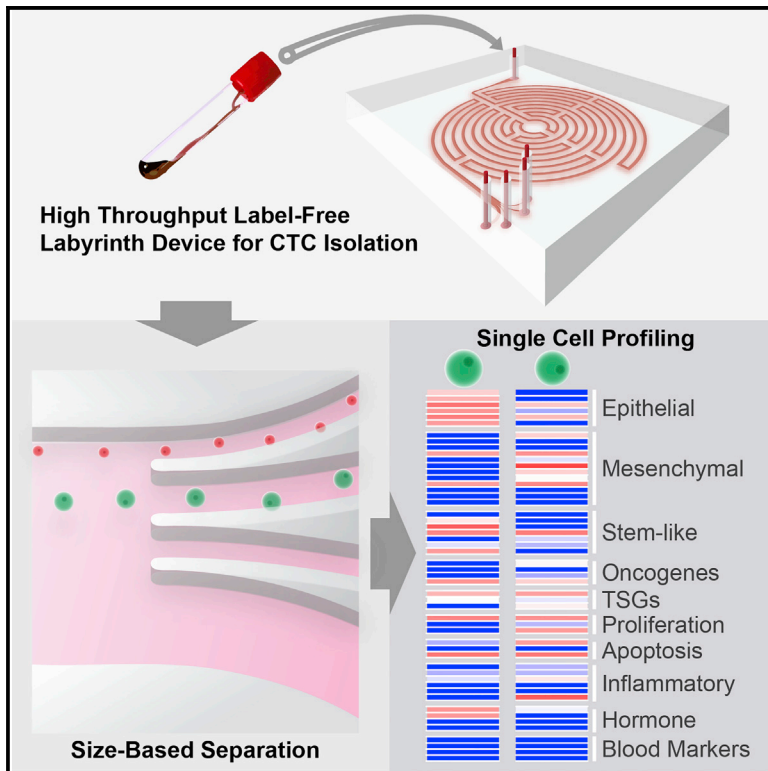 High Throughput Label-Free
Labyrinth Device for CTC Isolation
Size-Based Separation
Single Cell Profiling
Epithelial
Mesenchymal
Stem-like
Oncogenes
TSGs
Proliferation
Apoptosis
Inflammatory
Hormone
Blood Markers